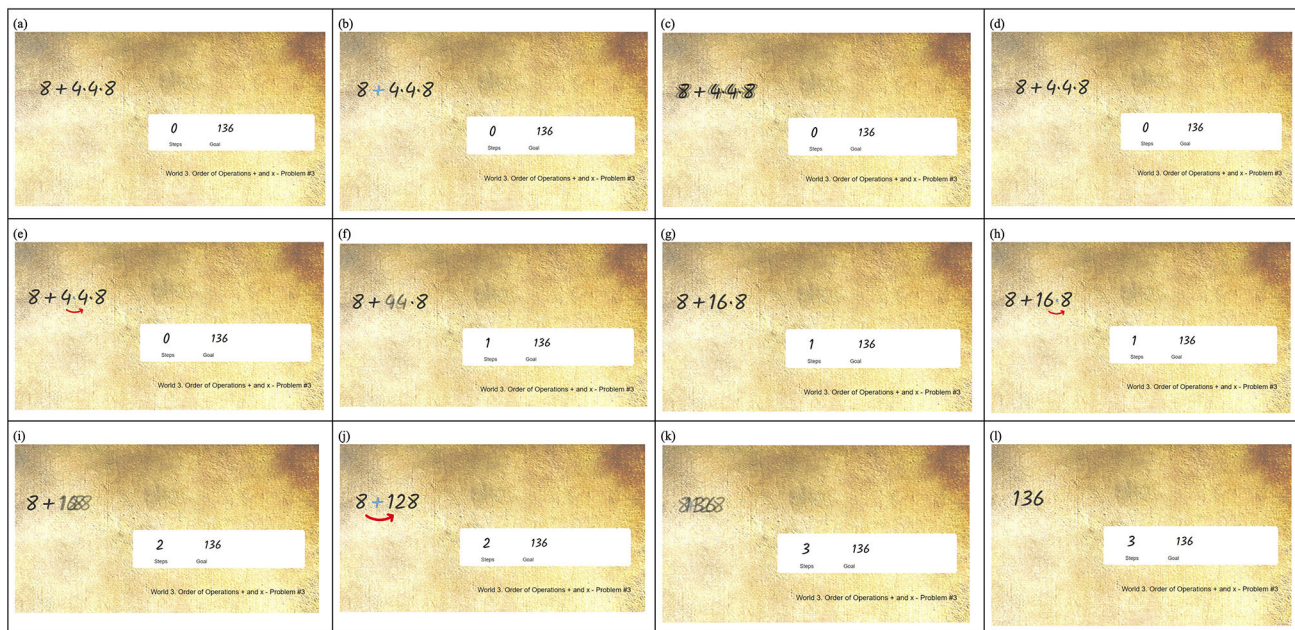 (a)
8 + 4·4·8
0 136
Steps Goal
World 3. Order of Operations + and x - Problem #3
(b)
8 + 4·4·8
0 136
Steps Goal
World 3. Order of Operations + and x - Problem #3
(c)
8 + 4·4·8
0 136
Steps Goal
World 3. Order of Operations + and x - Problem #3
(d)
8 + 4·4·8
0 136
Steps Goal
World 3. Order of Operations + and x - Problem #3
(e)
8 + 4·4·8
0 136
Steps Goal
World 3. Order of Operations + and x - Problem #3
(f)
8 + 44·8
1 136
Steps Goal
World 3. Order of Operations + and x - Problem #3
(g)
8 + 16·8
1 136
Steps Goal
World 3. Order of Operations + and x - Problem #3
(h)
8 + 16·8
1 136
Steps Goal
World 3. Order of Operations + and x - Problem #3
(i)
8 +
2 136
Steps Goal
World 3. Order of Operations + and x - Problem #3
(j)
8 + 128
2 136
Steps Goal
World 3. Order of Operations + and x - Problem #3
(k)
3 136
Steps Goal
World 3. Order of Operations + and x - Problem #3
(l)
136
3 136
Steps Goal
World 3. Order of Operations + and x - Problem #3